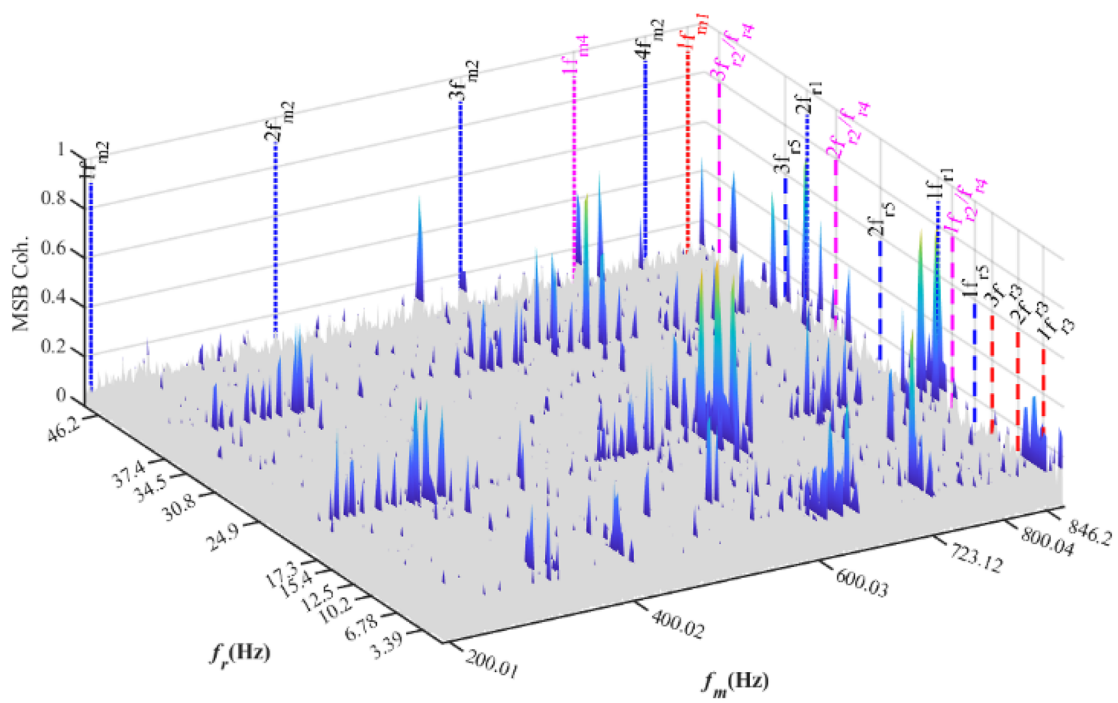 1f_m2
2f_m2
3f_m2
1f_m4
4f_m2
1f_m1
3f_r2/f_r4
2f_r1
2f_r2/f_r4
3f_r5
2f_r5
1f_r1
1f_r2/f_r4
1f_r5
3f_r3
2f_r3
1f_r3
MSB Coh.
1
0.8
0.6
0.4
0.2
0
46.2
37.4
34.5
30.8
24.9
17.3
15.4
12.5
10.2
6.78
3.39
f_r(Hz)
200.01
400.02
600.03
723.12
800.04
846.2
f_m(Hz)